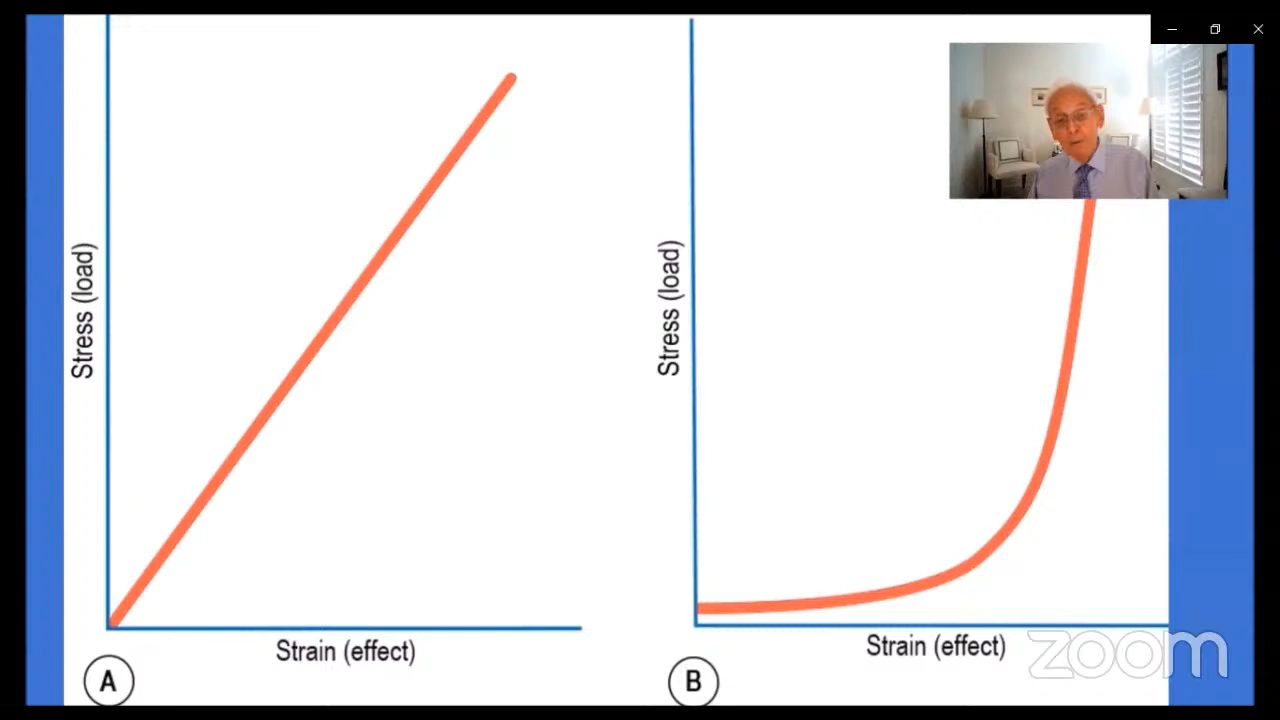 Stress (load)
Strain (effect)
A
Stress (load)
Strain (effect)
B
zoom